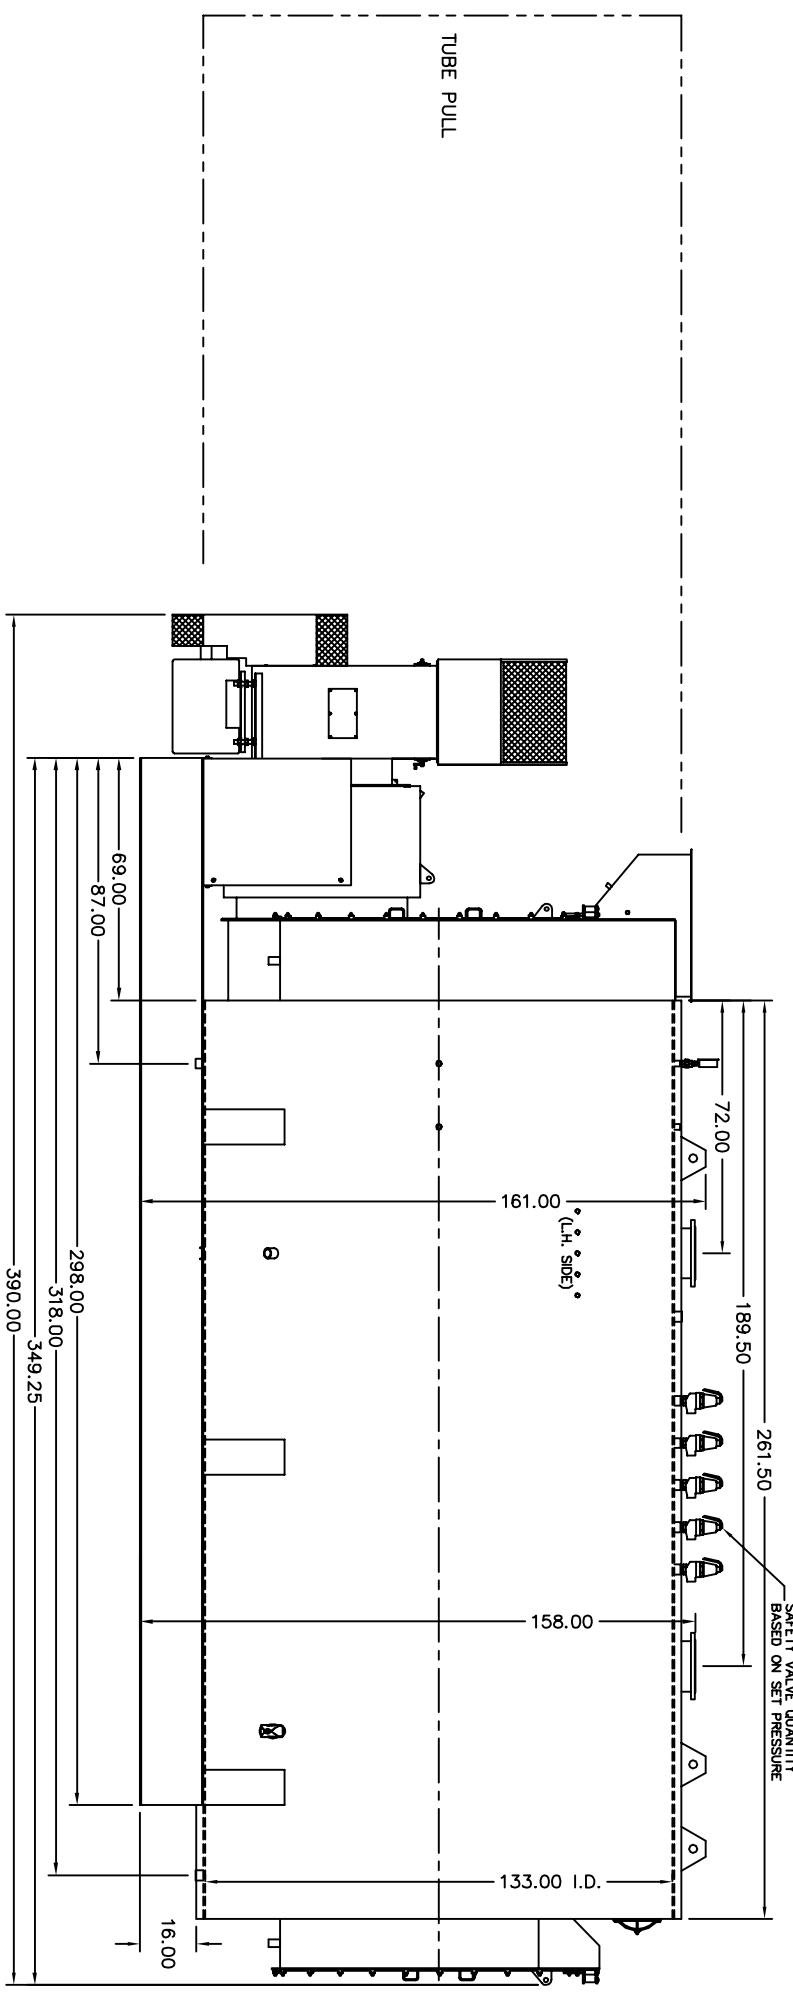 TUBE PULL
SAFETY VALVE QUANTITY
BASED ON SET PRESSURE
261.50
189.50
72.00
161.00
(L.H. SIDE)
158.00
133.00 I.D.
69.00
87.00
16.00
298.00
318.00
349.25
390.00